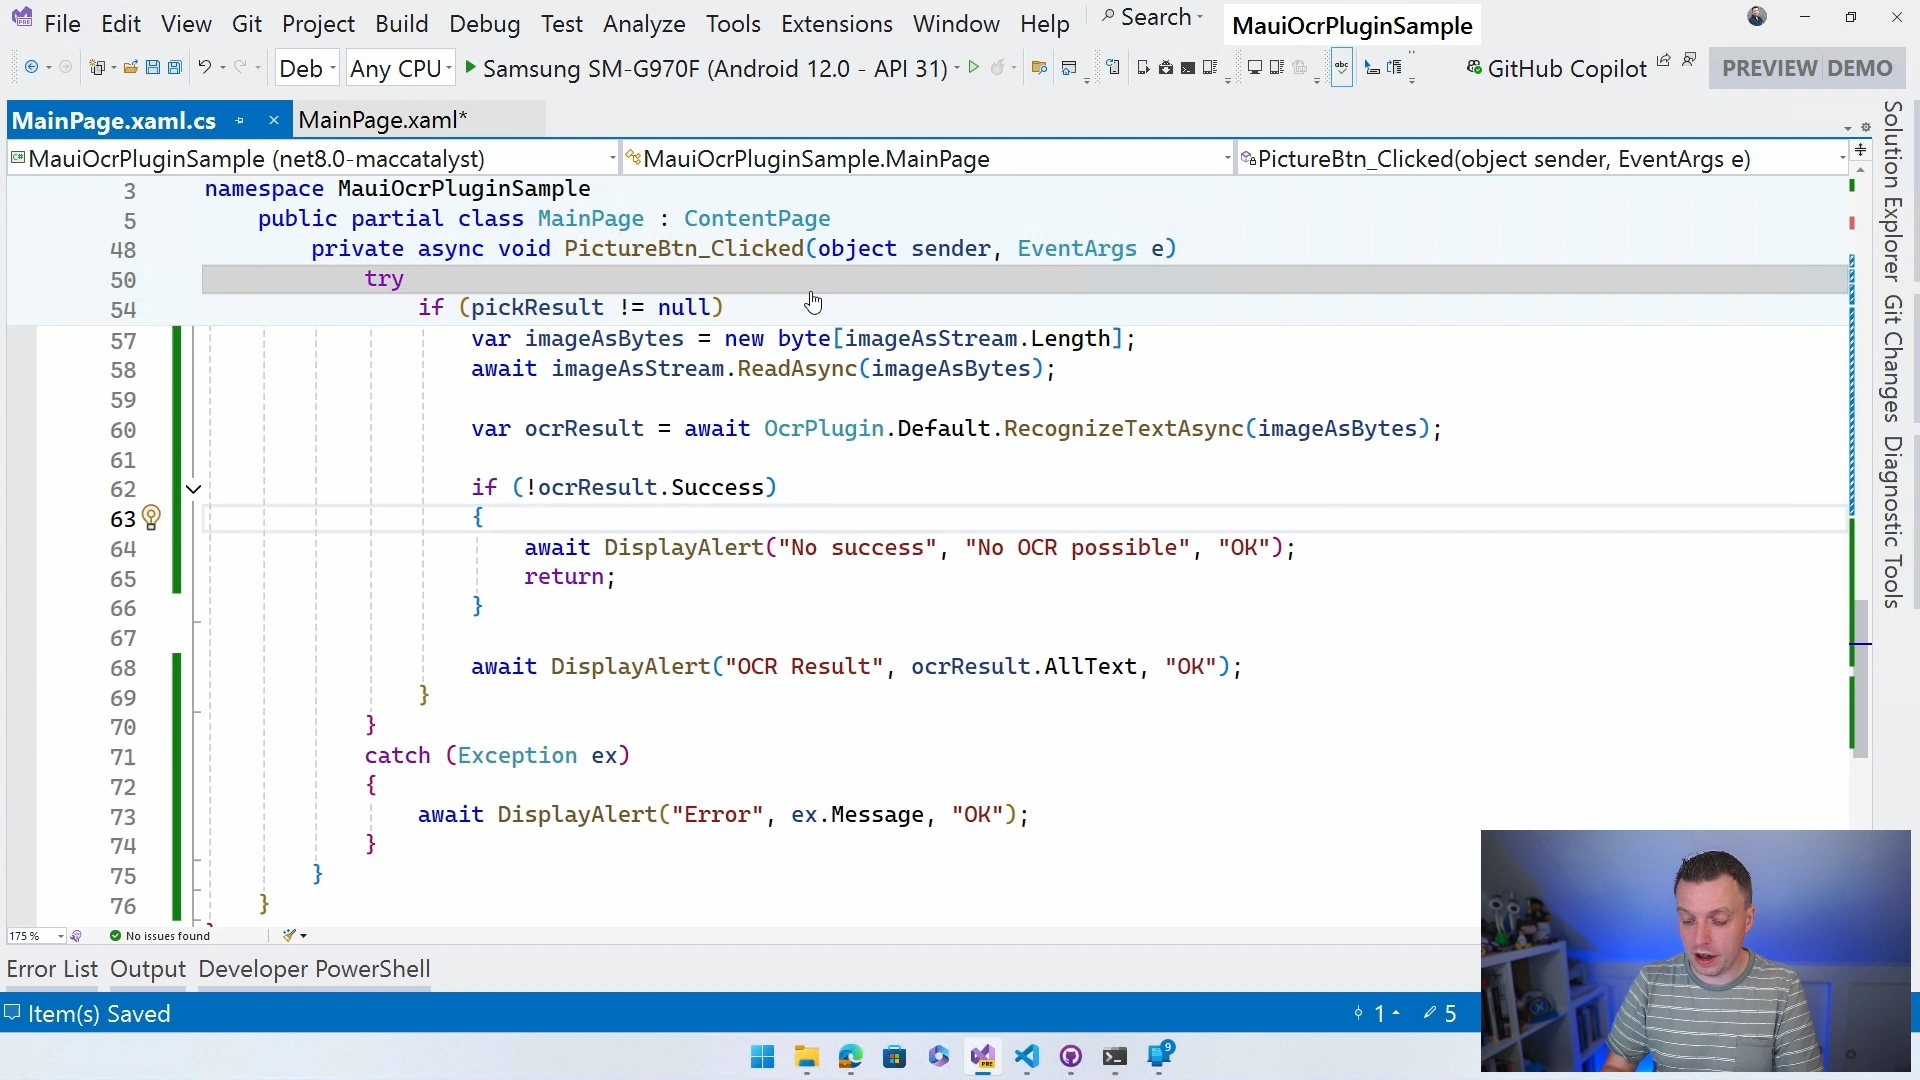 File Edit View Git Project Build Debug Test Analyze Tools Extensions Window Help Search MauiOcrPluginSample
Deb Any CPU Samsung SM-G970F (Android 12.0 - API 31) GitHub Copilot PREVIEW DEMO
MainPage.xaml.cs MainPage.xaml*
MauiOcrPluginSample (net8.0-maccatalyst) MauiOcrPluginSample.MainPage PictureBtn_Clicked(object sender, EventArgs e)
3 namespace MauiOcrPluginSample
5 public partial class MainPage : ContentPage
48 private async void PictureBtn_Clicked(object sender, EventArgs e)
50 try
54 if (pickResult != null)
57 var imageAsBytes = new byte[imageAsStream.Length];
58 await imageAsStream.ReadAsync(imageAsBytes);
59
60 var ocrResult = await OcrPlugin.Default.RecognizeTextAsync(imageAsBytes);
61
62 if (!ocrResult.Success)
63 {
64 await DisplayAlert("No success", "No OCR possible", "OK");
65 return;
66 }
67
68 await DisplayAlert("OCR Result", ocrResult.AllText, "OK");
69 }
70 }
71 catch (Exception ex)
72 {
73 await DisplayAlert("Error", ex.Message, "OK");
74 }
75 }
76 }
175 % No issues found
Error List Output Developer PowerShell
Item(s) Saved 1 5
9
Solution Explorer
Git Changes
Diagnostic Tools